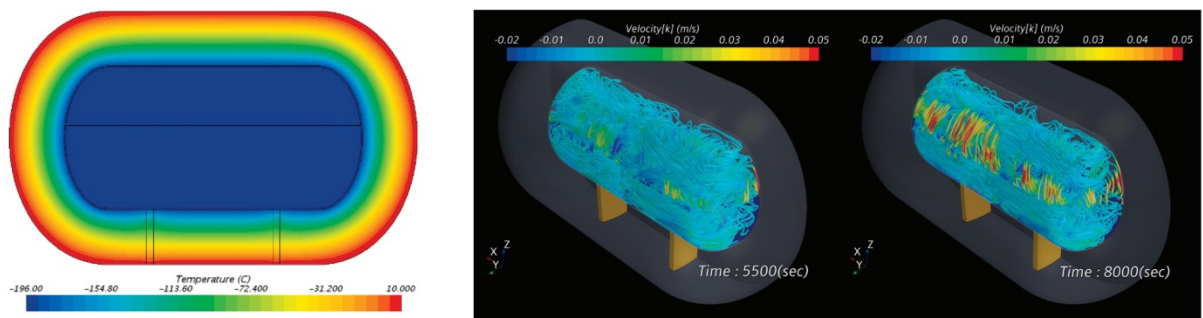 Temperature (C)
-196.00 -154.80 -113.60 -72.400 -31.200 10.000
Velocity[k] (m/s)
-0.02 -0.01 0.0 0.01 0.02 0.03 0.04 0.05
X Z
Y
Time : 5500(sec)
Velocity[k] (m/s)
-0.02 -0.01 0.0 0.01 0.02 0.03 0.04 0.05
X Z
Y
Time : 8000(sec)